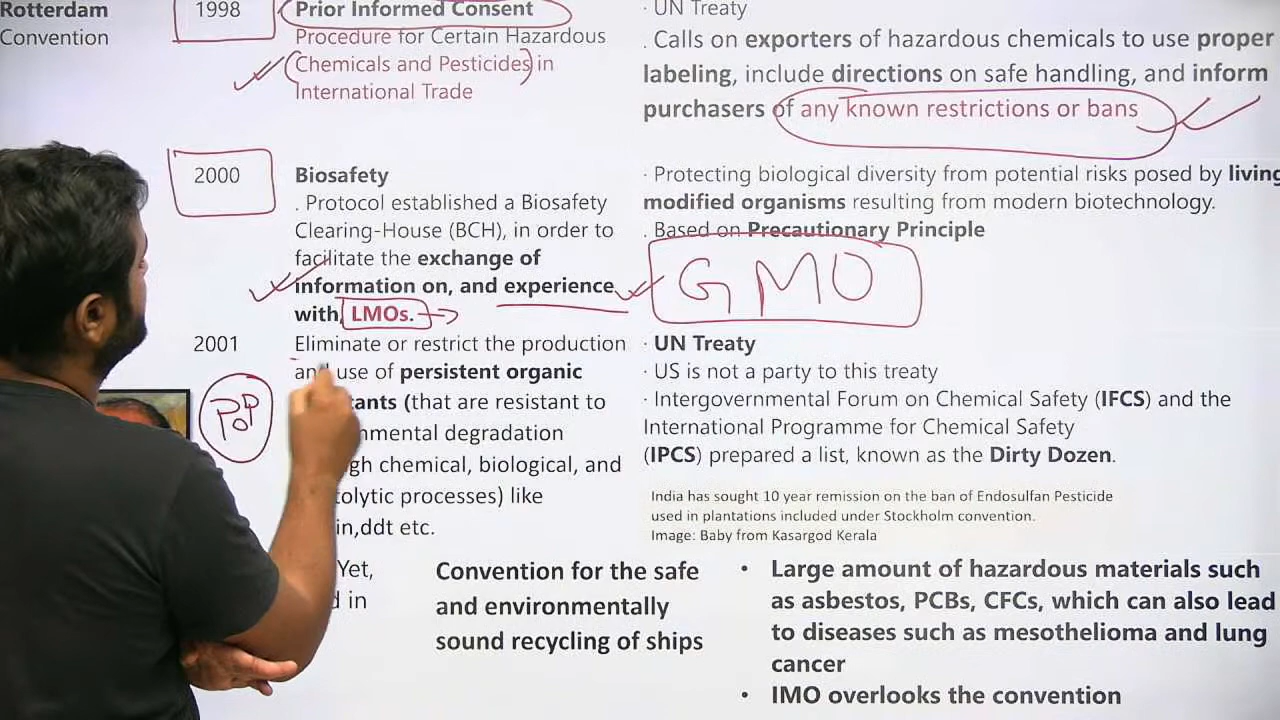 Rotterdam
Convention
1998
Prior Informed Consent
Procedure for Certain Hazardous
Chemicals and Pesticides in
International Trade
· UN Treaty
. Calls on exporters of hazardous chemicals to use proper
labeling, include directions on safe handling, and inform
purchasers of any known restrictions or bans
2000
Biosafety
. Protocol established a Biosafety
Clearing-House (BCH), in order to
facilitate the exchange of
information on, and experience
with, LMOs.
· Protecting biological diversity from potential risks posed by living
modified organisms resulting from modern biotechnology.
. Based on Precautionary Principle
GMO
2001
POP
Eliminate or restrict the production
and use of persistent organic
(that are resistant to
degradation
chemical, biological, and
processes) like
ddt etc.
· UN Treaty
· US is not a party to this treaty
· Intergovernmental Forum on Chemical Safety (IFCS) and the
International Programme for Chemical Safety
(IPCS) prepared a list, known as the Dirty Dozen.
India has sought 10 year remission on the ban of Endosulfan Pesticide
used in plantations included under Stockholm convention.
Image: Baby from Kasargod Kerala
Yet,
in
Convention for the safe
and environmentally
sound recycling of ships
• Large amount of hazardous materials such
as asbestos, PCBs, CFCs, which can also lead
to diseases such as mesothelioma and lung
cancer
• IMO overlooks the convention